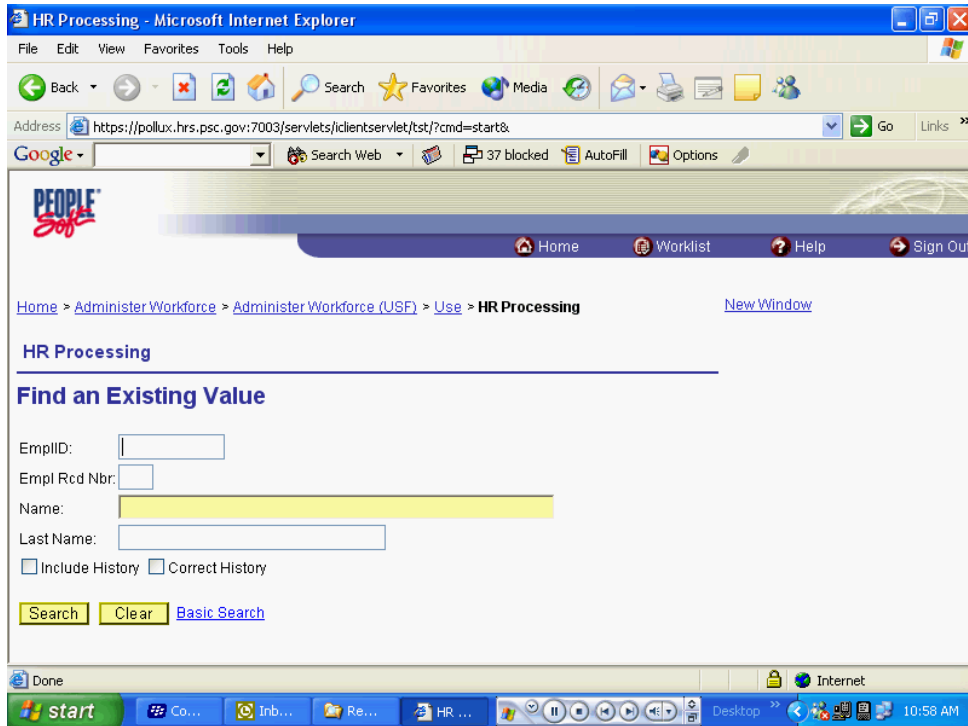 HR Processing - Microsoft Internet Explorer
File Edit View Favorites Tools Help
Back Search Favorites Media
Address https://pollux.hrs.psc.gov:7003/servlets/iclientservlet/tst/?cmd=start& Go Links »
Google Search Web 37 blocked AutoFill Options
PEOPLE
Soft
Home Worklist Help Sign Out
Home > Administer Workforce > Administer Workforce (USF) > Use > HR Processing New Window
HR Processing
Find an Existing Value
EmplID:
Empl Rcd Nbr:
Name:
Last Name:
Include History Correct History
Search Clear Basic Search
Done Internet
start Co... Inb... Re... HR ... Desktop » 10:58 AM